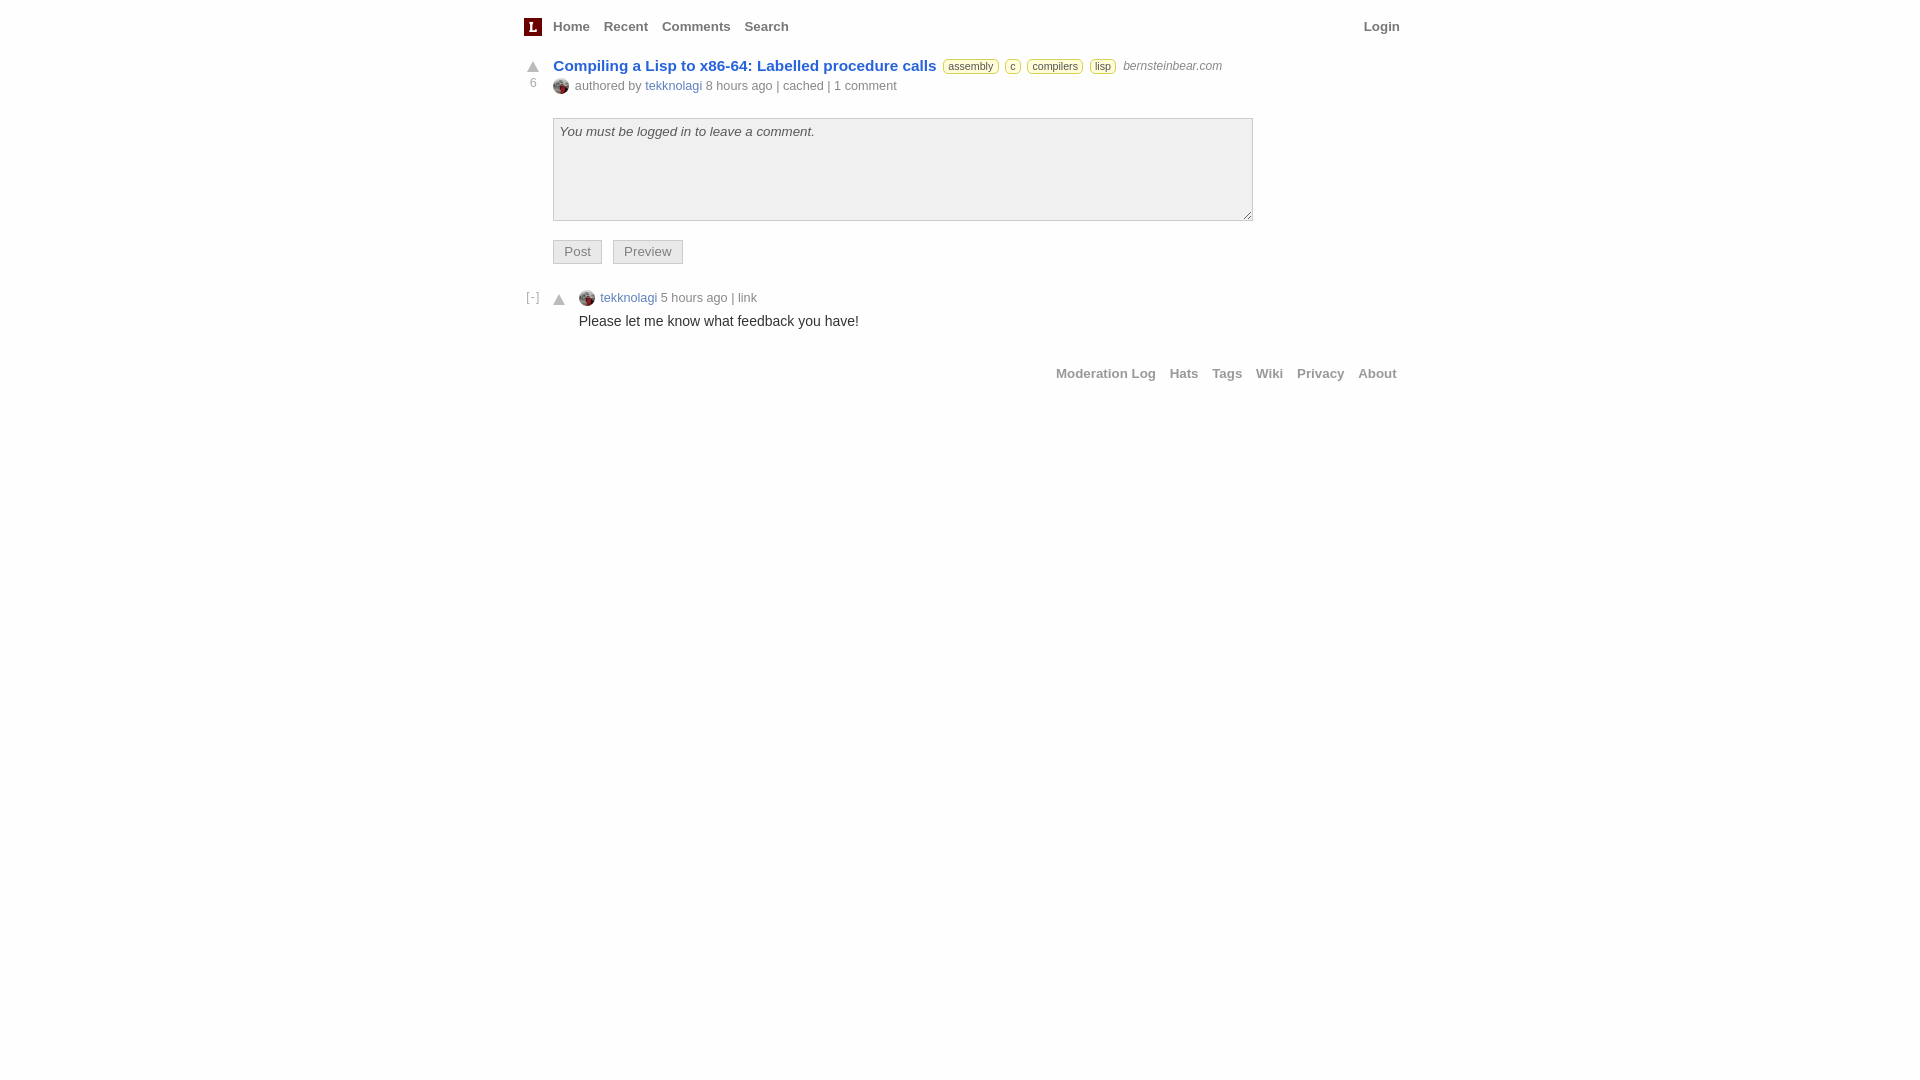 L Home Recent Comments Search Login
Compiling a Lisp to x86-64: Labelled procedure calls assembly c compilers lisp bernsteinbear.com
6 authored by tekknolagi 8 hours ago | cached | 1 comment
You must be logged in to leave a comment.
Post Preview
[-] tekknolagi 5 hours ago | link
Please let me know what feedback you have!
Moderation Log Hats Tags Wiki Privacy About